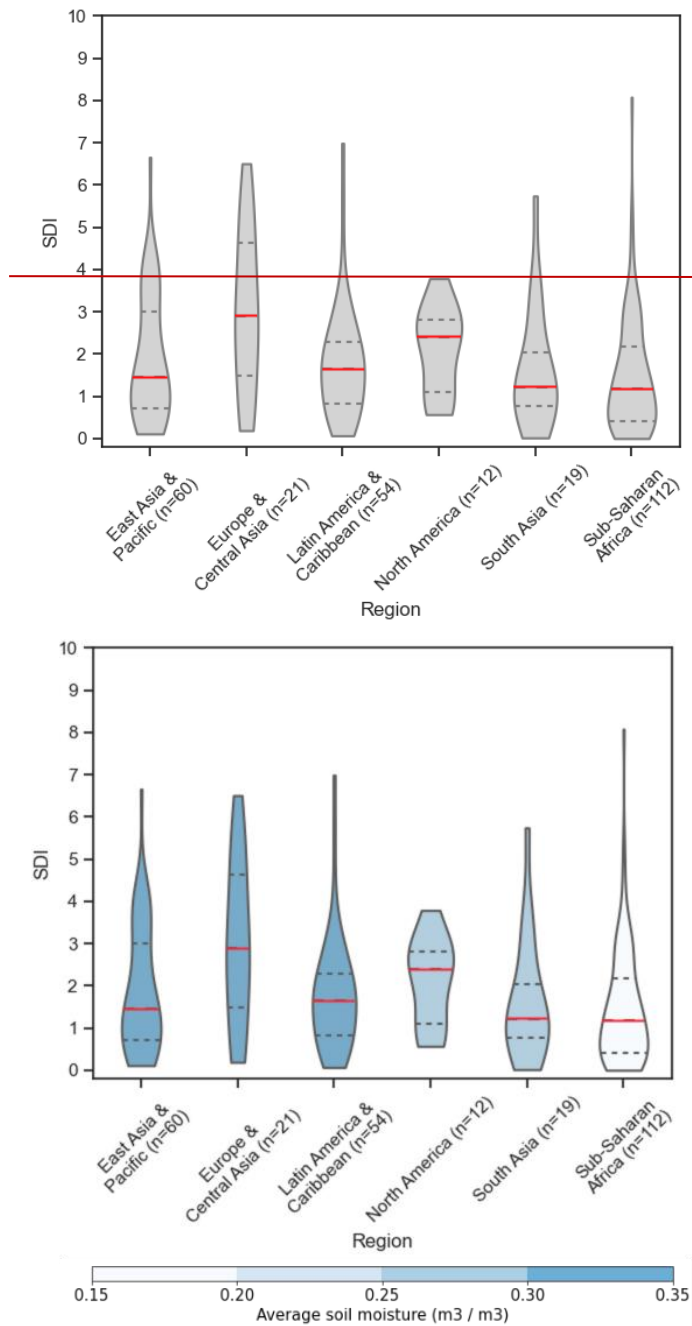 10
9
8
7
6
5
4
3
2
1
0
SDI
East Asia &
Pacific (n=60)
Europe &
Central Asia (n=21)
Latin America &
Caribbean (n=54)
North America (n=12)
South Asia (n=19)
Sub-Saharan
Africa (n=112)
Region
10
9
8
7
6
5
4
3
2
1
0
SDI
East Asia &
Pacific (n=60)
Europe &
Central Asia (n=21)
Latin America &
Caribbean (n=54)
North America (n=12)
South Asia (n=19)
Sub-Saharan
Africa (n=112)
Region
0.15 0.20 0.25 0.30 0.35
Average soil moisture (m3 / m3)